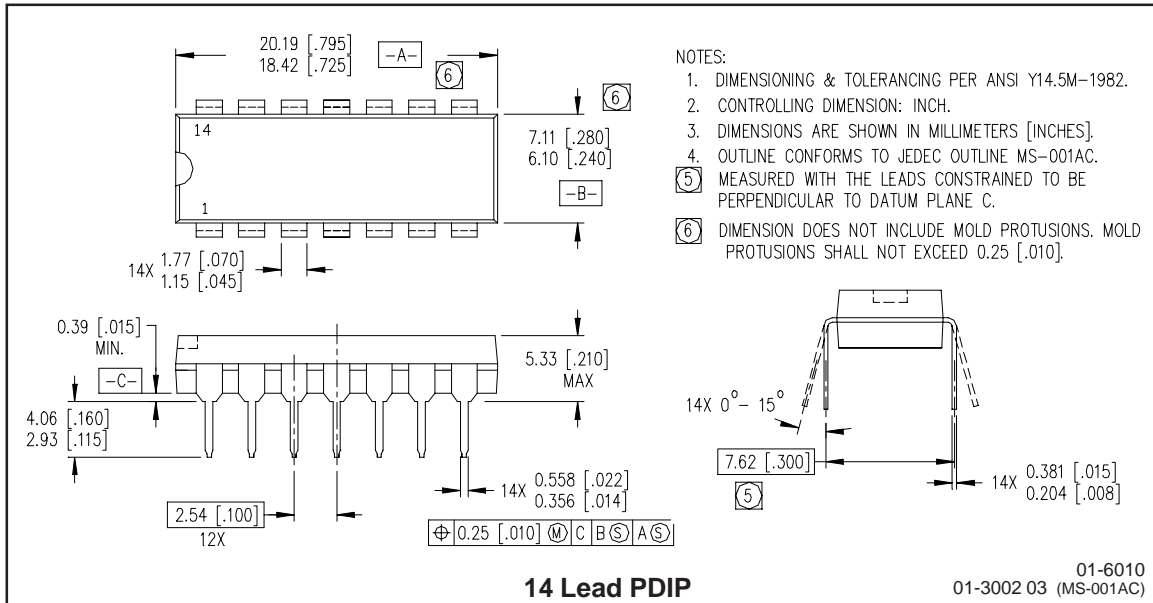 20.19 [.795]
18.42 [.725]
-A-
6
14
1
7.11 [.280]
6.10 [.240]
6
-B-
14X 1.77 [.070]
1.15 [.045]
NOTES:
1. DIMENSIONING & TOLERANCING PER ANSI Y14.5M-1982.
2. CONTROLLING DIMENSION: INCH.
3. DIMENSIONS ARE SHOWN IN MILLIMETERS [INCHES].
4. OUTLINE CONFORMS TO JEDEC OUTLINE MS-001AC.
5 MEASURED WITH THE LEADS CONSTRAINED TO BE
PERPENDICULAR TO DATUM PLANE C.
6 DIMENSION DOES NOT INCLUDE MOLD PROTUSIONS. MOLD
PROTUSIONS SHALL NOT EXCEED 0.25 [.010].
0.39 [.015]
MIN.
-C-
4.06 [.160]
2.93 [.115]
5.33 [.210]
MAX
2.54 [.100]
12X
14X 0.558 [.022]
0.356 [.014]
⌖ 0.25 [.010] Ⓜ C B Ⓢ A Ⓢ
14X 0°- 15°
7.62 [.300]
5
14X 0.381 [.015]
0.204 [.008]
14 Lead PDIP
01-6010
01-3002 03 (MS-001AC)